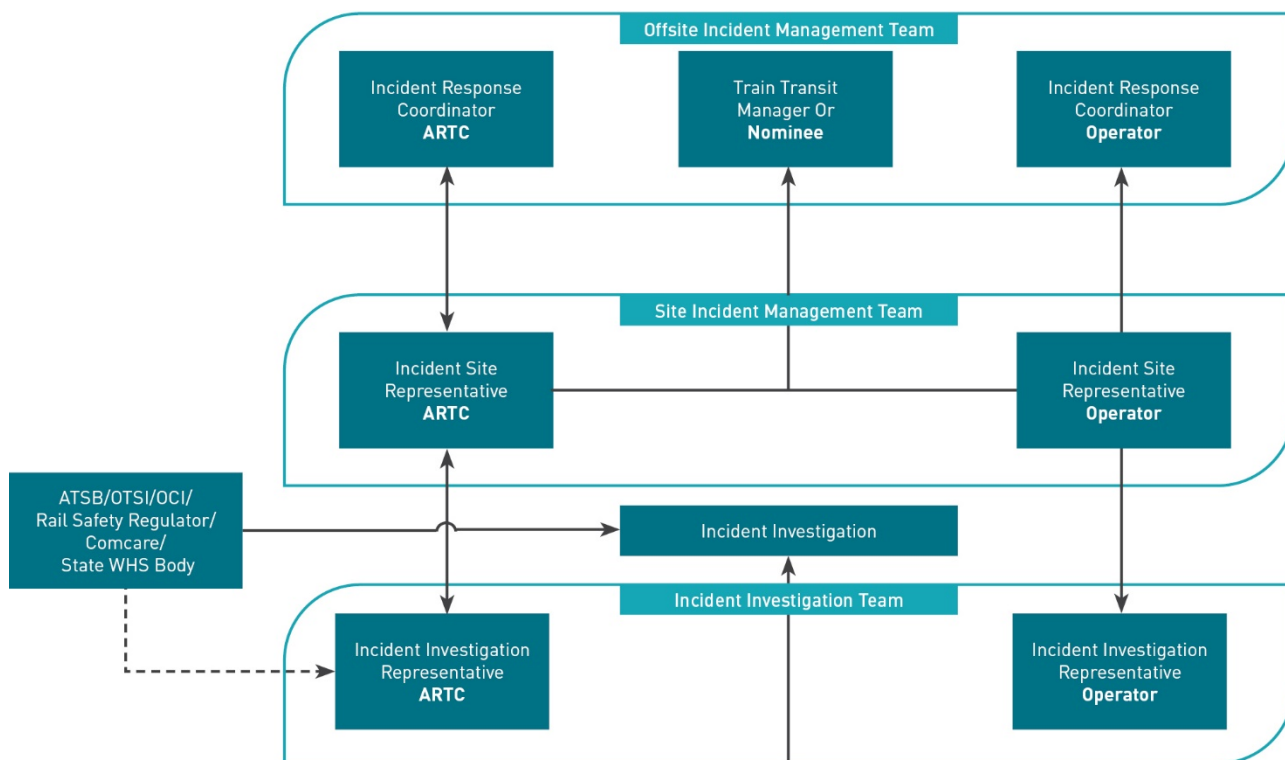 Offsite Incident Management Team
Incident Response
Coordinator
ARTC
Train Transit
Manager Or
Nominee
Incident Response
Coordinator
Operator
Site Incident Management Team
Incident Site
Representative
ARTC
Incident Site
Representative
Operator
ATSB/OTSI/OCI/
Rail Safety Regulator/
Comcare/
State WHS Body
Incident Investigation
Incident Investigation Team
Incident Investigation
Representative
ARTC
Incident Investigation
Representative
Operator